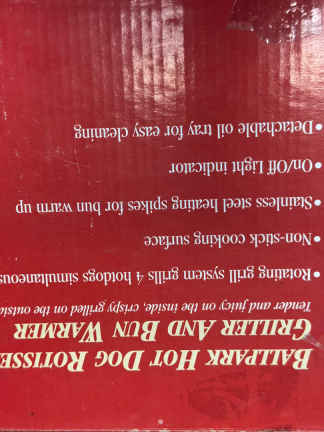 BALLPARK HOT DOG ROTISSE
GRILLER AND BUN WARMER
Tender and juicy on the inside, crispy grilled on the outsid
•Rotating grill system grills 4 hotdogs simultaneous
•Non-stick cooking surface
•Stainless steel heating spikes for bun warm up
•On/Off Light indicator
•Detachable oil tray for easy cleaning